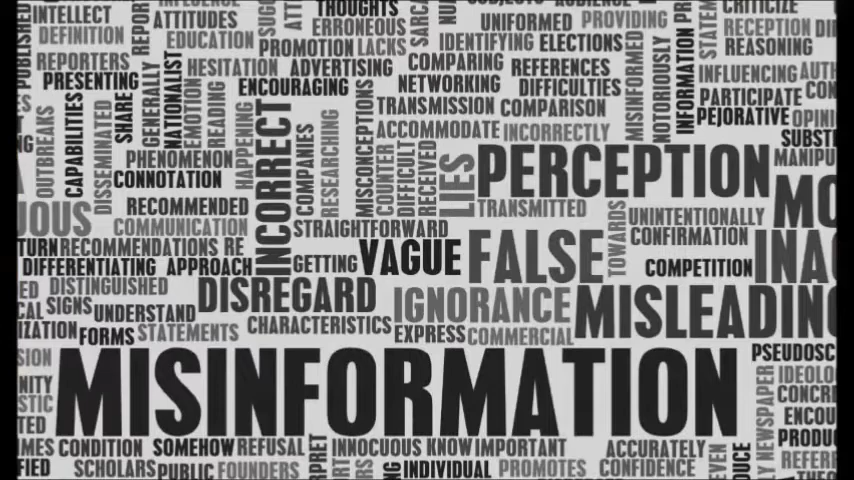 INTELLECT
DEFINITION
ATTITUDES
EDUCATION
THOUGHTS
ERRONEOUS
PROMOTION LACKS
UNIFORMED PROVIDING
IDENTIFYING ELECTIONS
CRITICIZE
RECEPTION
REASONING
REPORTERS
PRESENTING
GENERALLY
NATIONALIST
HESITATION ADVERTISING
ENCOURAGING
COMPARING
NETWORKING
REFERENCES
DIFFICULTIES
MISINFORMED
NOTORIOUSLY
INFORMATION
INFLUENCING
PARTICIPATE
PEJORATIVE
OUTBREAKS
CAPABILITIES
DISSEMINATED
SHARE
EMOTION
READING
HAPPENING
INCORRECT
COMPANIES
RESEARCHING
MISCONCEPTIONS
COUNTER
DIFFICULT
RECEIVED
TRANSMISSION COMPARISON
ACCOMMODATE INCORRECTLY
LIES
PERCEPTION
PHENOMENON
CONNOTATION
RECOMMENDED
COMMUNICATION
TRANSMITTED
TOWARDS
UNINTENTIONALLY
CONFIRMATION
COMPETITION
STRAIGHTFORWARD
TURN RECOMMENDATIONS RE
DIFFERENTIATING APPROACH
GETTING VAGUE FALSE
DISTINGUISHED
SIGNS UNDERSTAND
DISREGARD IGNORANCE MISLEADING
FORMS STATEMENTS CHARACTERISTICS EXPRESS COMMERCIAL
MISINFORMATION
NEWSPAPER
CONDITION SOMEHOW REFUSAL INNOCUOUS KNOW IMPORTANT ACCURATELY
SCHOLARS PUBLIC FOUNDERS INDIVIDUAL PROMOTES CONFIDENCE